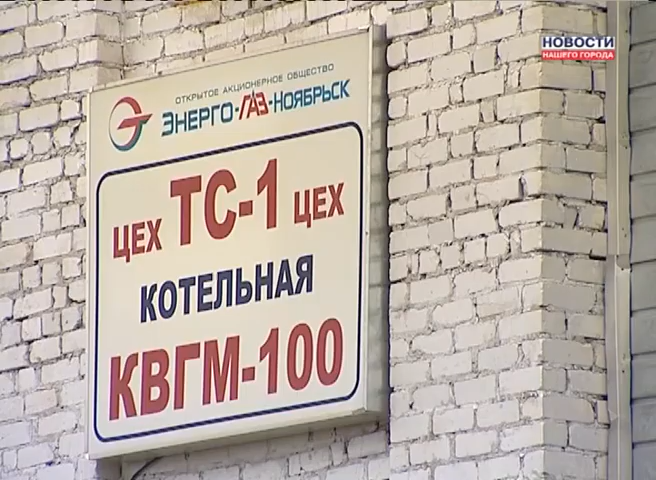 НОВОСТИ
НАШЕГО ГОРОДА
ОТКРЫТОЕ АКЦИОНЕРНОЕ ОБЩЕСТВО
ЭНЕРГО-ГАЗ-НОЯБРЬСК
ЦЕХ ТС-1 ЦЕХ
КОТЕЛЬНАЯ
КВГМ-100